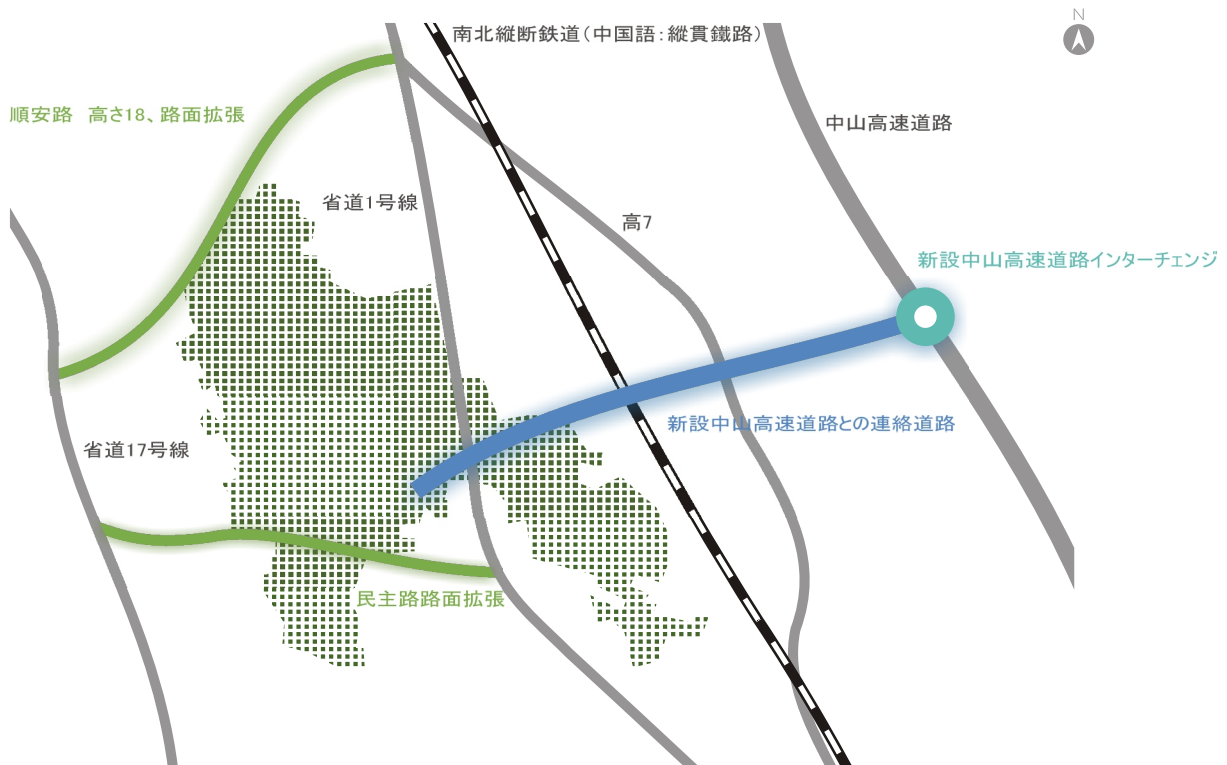 N
南北縦断鉄道（中国語：縦貫鐵路）
順安路 高さ18、路面拡張
中山高速道路
省道1号線
高7
新設中山高速道路インターチェンジ
新設中山高速道路との連絡道路
省道17号線
民主路路面拡張